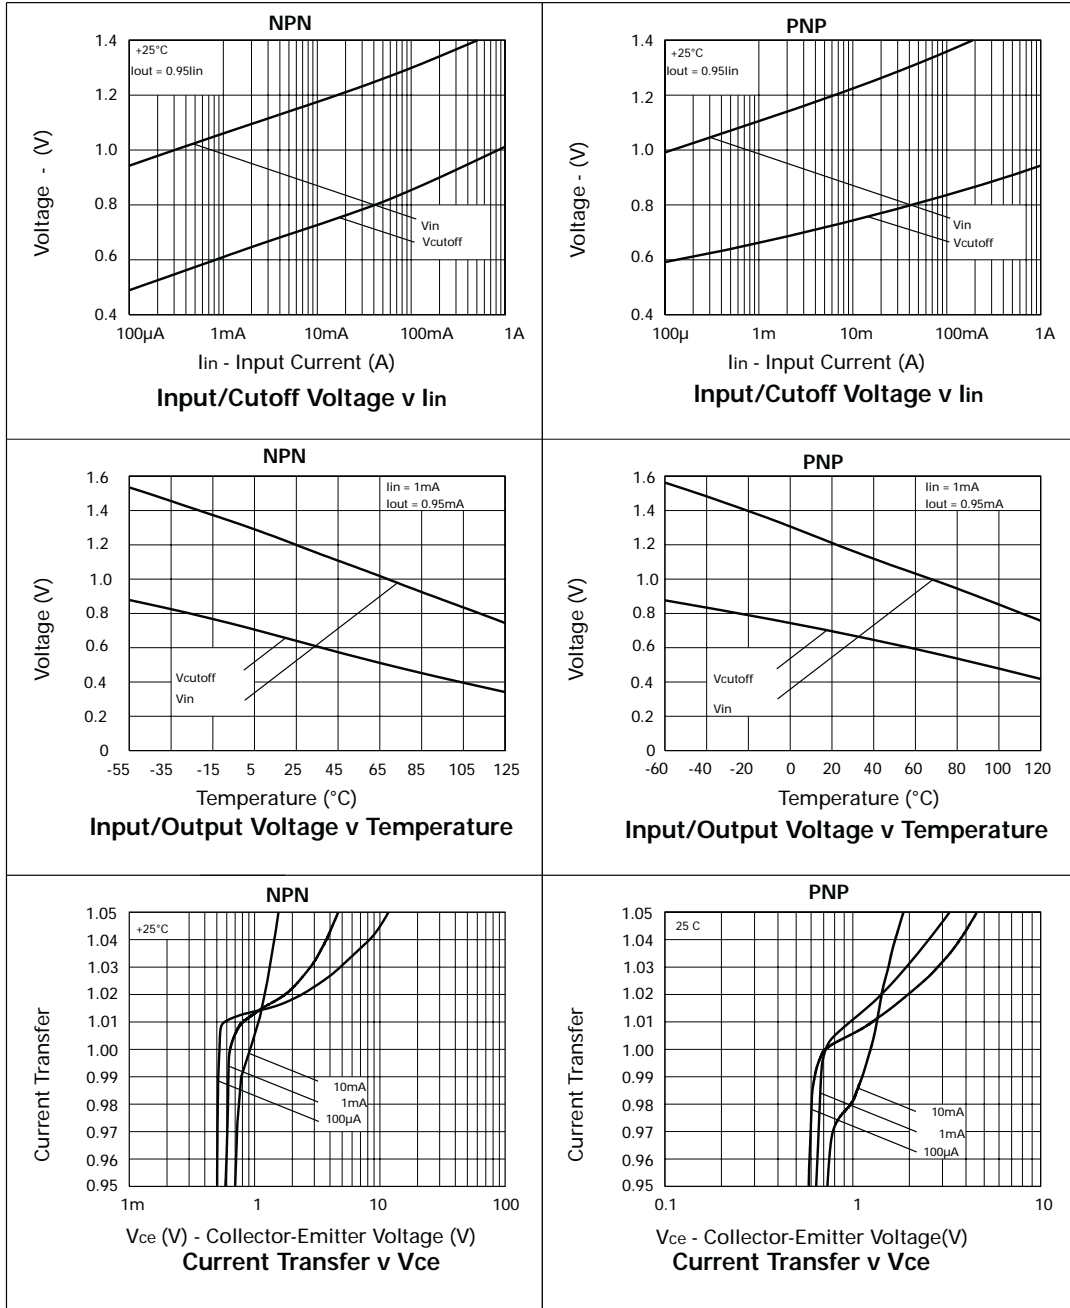 NPN
1.4
1.2
1.0
0.8
0.6
0.4
Voltage - (V)
+25°C
Iout = 0.95Iin
Vin
Vcutoff
100µA 1mA 10mA 100mA 1A
Iin - Input Current (A)
Input/Cutoff Voltage v Iin
PNP
1.4
1.2
1.0
0.8
0.6
0.4
Voltage - (V)
+25°C
Iout = 0.95Iin
Vin
Vcutoff
100µ 1m 10m 100mA 1A
Iin - Input Current (A)
Input/Cutoff Voltage v Iin
NPN
1.6
1.4
1.2
1.0
0.8
0.6
0.4
0.2
0
Voltage (V)
Iin = 1mA
Iout = 0.95mA
Vcutoff
Vin
-55 -35 -15 5 25 45 65 85 105 125
Temperature (°C)
Input/Output Voltage v Temperature
PNP
1.6
1.4
1.2
1.0
0.8
0.6
0.4
0.2
0
Voltage (V)
Iin = 1mA
Iout = 0.95mA
Vcutoff
Vin
-60 -40 -20 0 20 40 60 80 100 120
Temperature (°C)
Input/Output Voltage v Temperature
NPN
1.05
1.04
1.03
1.02
1.01
1.00
0.99
0.98
0.97
0.96
0.95
Current Transfer
+25°C
10mA
1mA
100µA
1m 1 10 100
Vce (V) - Collector-Emitter Voltage (V)
Current Transfer v Vce
PNP
1.05
1.04
1.03
1.02
1.01
1.00
0.99
0.98
0.97
0.96
0.95
Current Transfer
25 C
10mA
1mA
100µA
0.1 1 10
Vce - Collector-Emitter Voltage(V)
Current Transfer v Vce